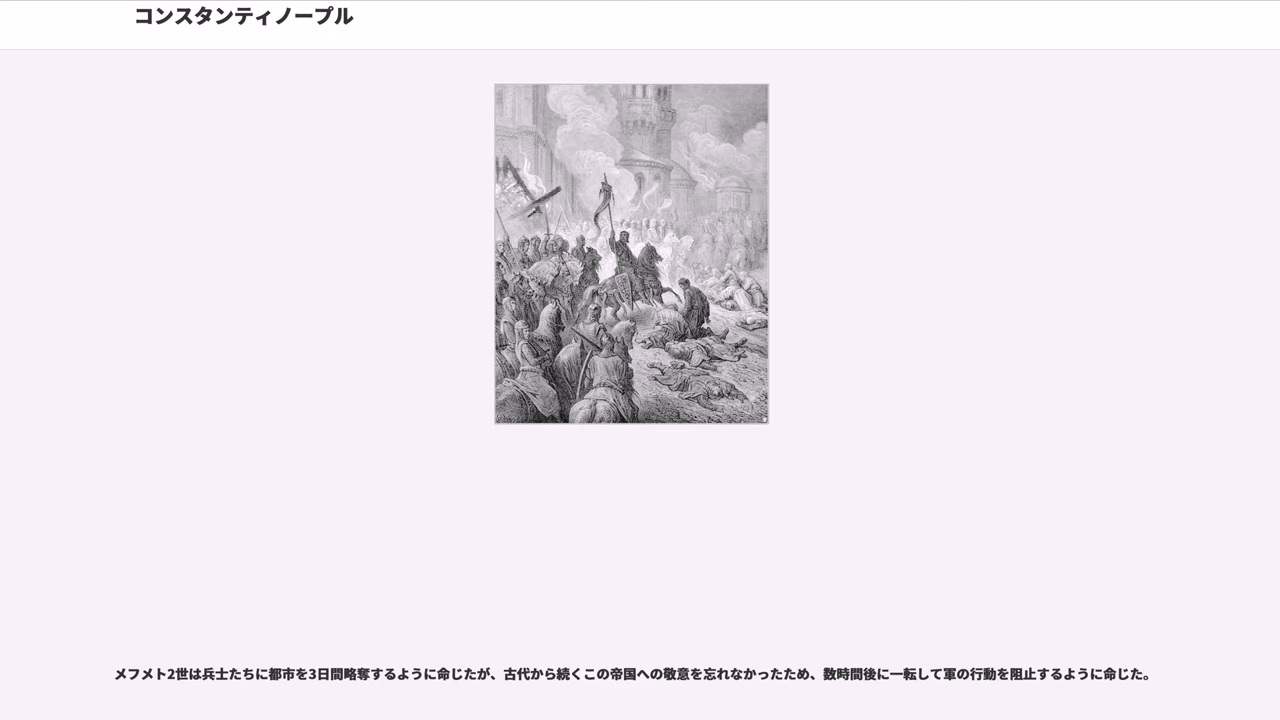 コンスタンティノープル
メフメト2世は兵士たちに都市を3日間略奪するように命じたが、古代から続くこの帝国への敬意を忘れなかったため、数時間後に一転して軍の行動を阻止するように命じた。